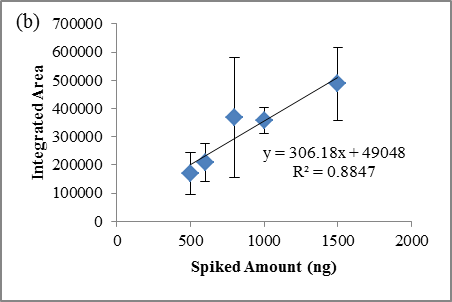 (b)
700000
600000
500000
400000
300000
200000
100000
0
Integrated Area
y = 306.18x + 49048
R² = 0.8847
0 500 1000 1500 2000
Spiked Amount (ng)